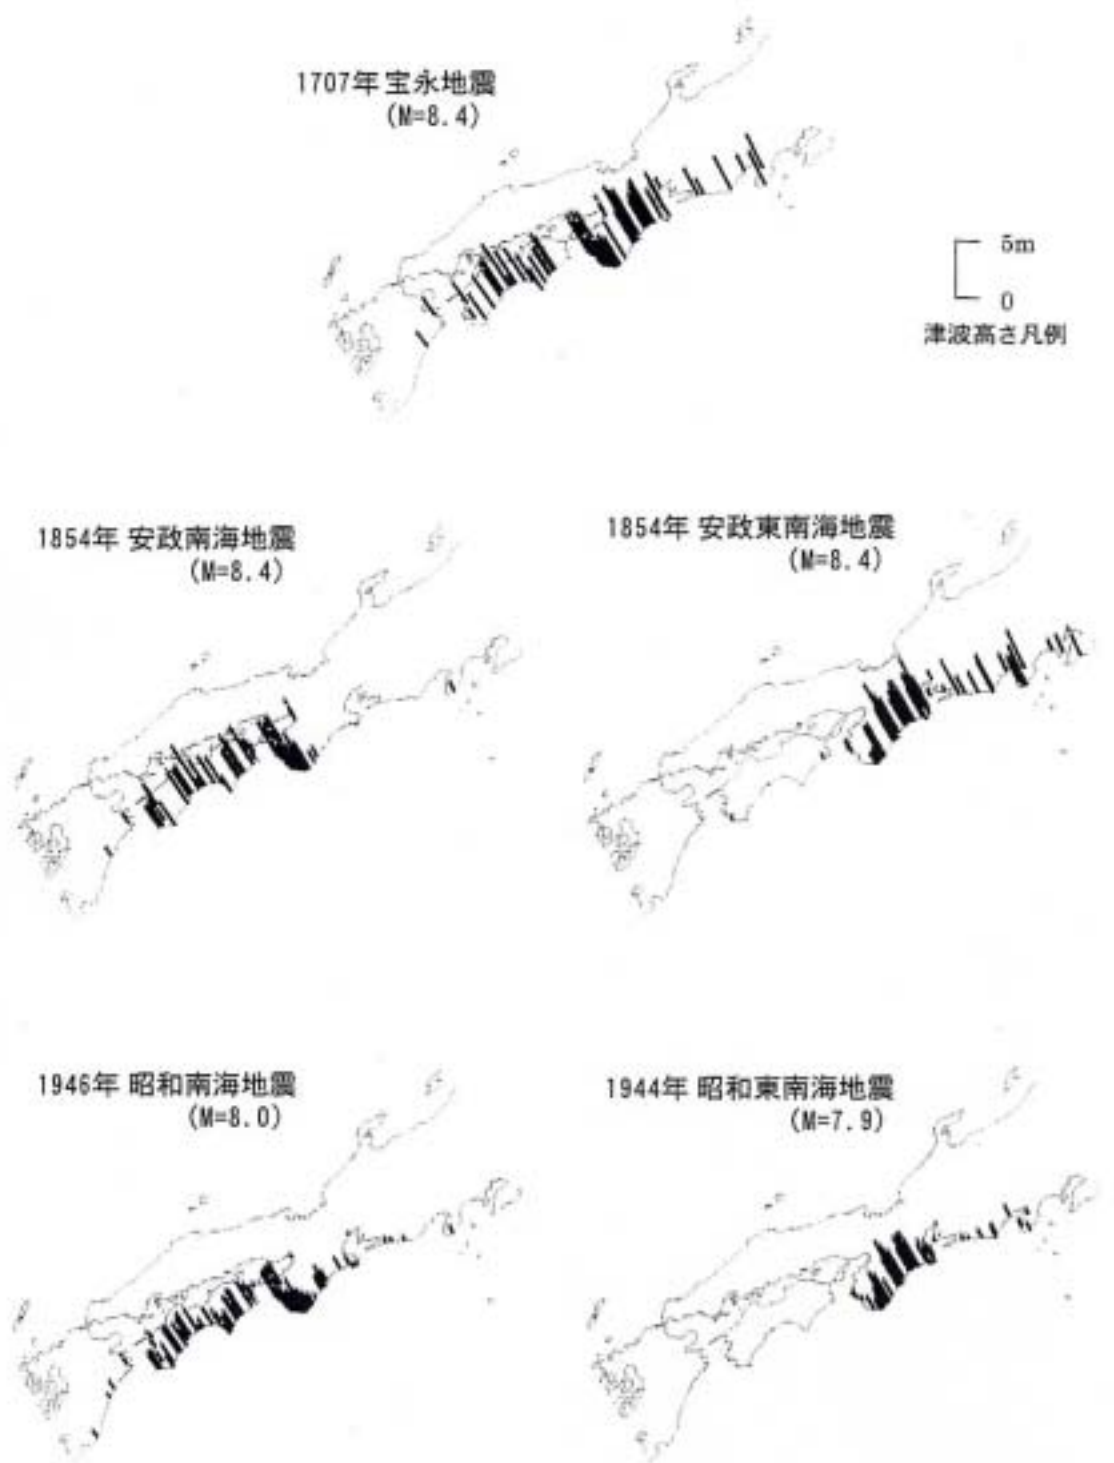 1707年 宝永地震
(M=8.4)
5m
0
津波高さ凡例
1854年 安政南海地震
(M=8.4)
1854年 安政東南海地震
(M=8.4)
1946年 昭和南海地震
(M=8.0)
1944年 昭和東南海地震
(M=7.9)